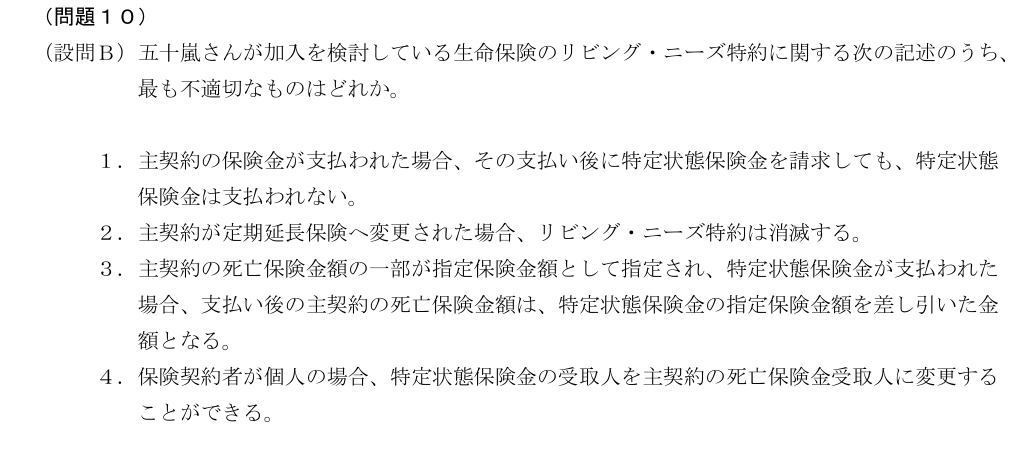 （問題１０）
（設問Ｂ）五十嵐さんが加入を検討している生命保険のリビング・ニーズ特約に関する次の記述のうち、
最も不適切なものはどれか。
１．主契約の保険金が支払われた場合、その支払い後に特定状態保険金を請求しても、特定状態
保険金は支払われない。
２．主契約が定期延長保険へ変更された場合、リビング・ニーズ特約は消滅する。
３．主契約の死亡保険金額の一部が指定保険金額として指定され、特定状態保険金が支払われた
場合、支払い後の主契約の死亡保険金額は、特定状態保険金の指定保険金額を差し引いた金
額となる。
４．保険契約者が個人の場合、特定状態保険金の受取人を主契約の死亡保険金受取人に変更する
ことができる。